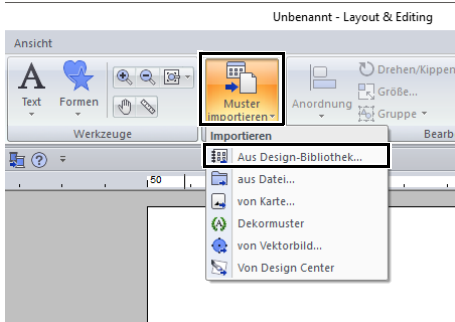 Unbenannt - Layout & Editing
Ansicht
Text
Formen
Muster
importieren
Anordnung
Drehen/Kippen
Größe...
Gruppe
Werkzeuge
Importieren
Bearb
Aus Design-Bibliothek...
aus Datei...
von Karte...
Dekormuster
von Vektorbild...
Von Design Center
50